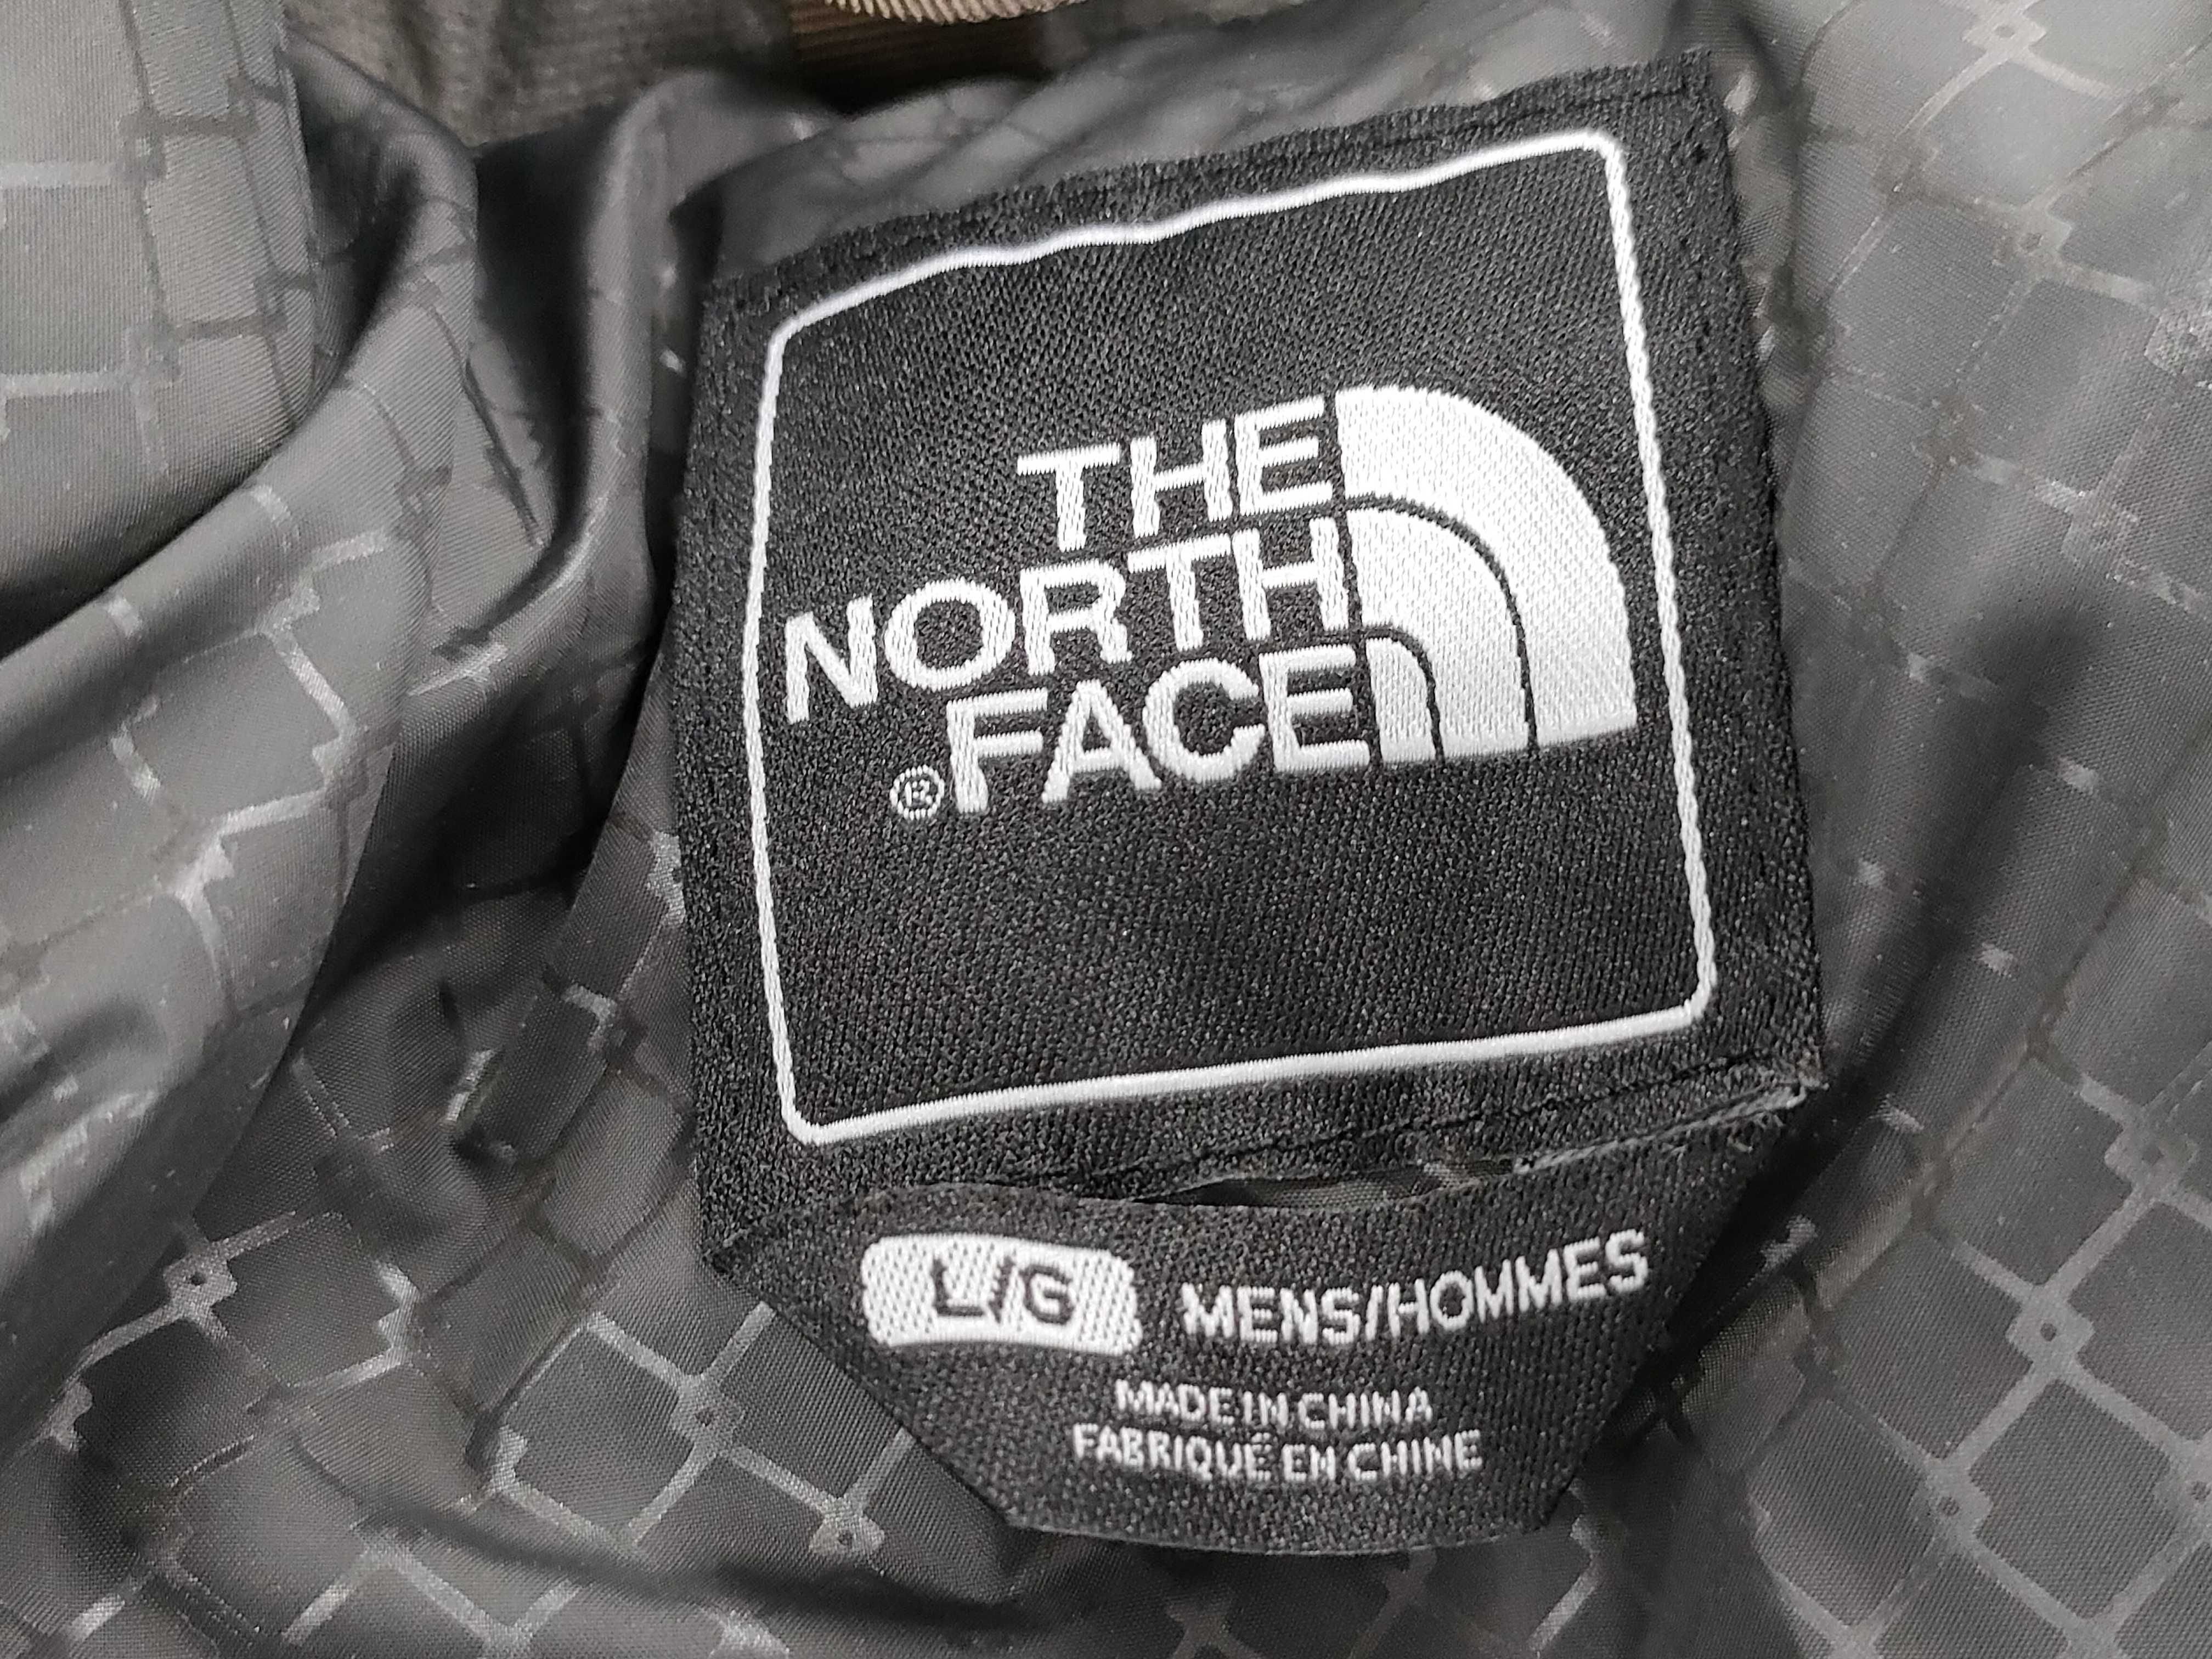 THE
NORTH
FACE
®
L/G MENS/HOMMES
MADE IN CHINA
FABRIQUÉ EN CHINE